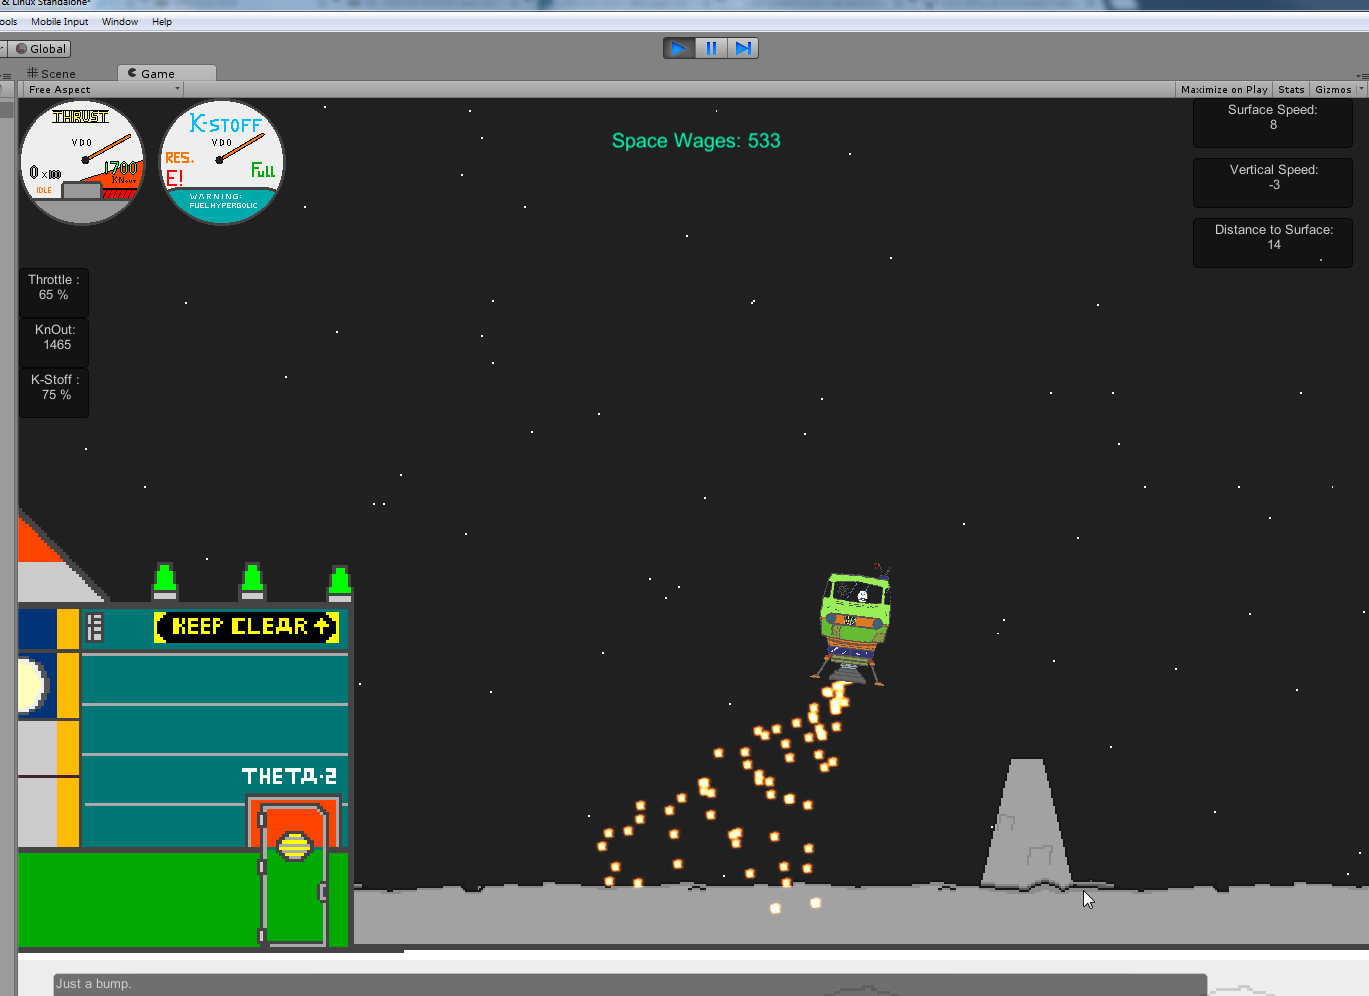 & Linux Standalone*
ools Mobile Input Window Help
Global
Scene Game
Free Aspect Maximize on Play Stats Gizmos
THRUST
VDO
0 x100 1700
KNOUT
IDLE
K-STOFF
VDO
RES. Full
E!
WARNING:
FUEL HYPERGOLIC
Space Wages: 533
Surface Speed:
8
Vertical Speed:
-3
Distance to Surface:
14
Throttle :
65 %
KnOut:
1465
K-Stoff :
75 %
KEEP CLEAR
THETA-2
Just a bump.